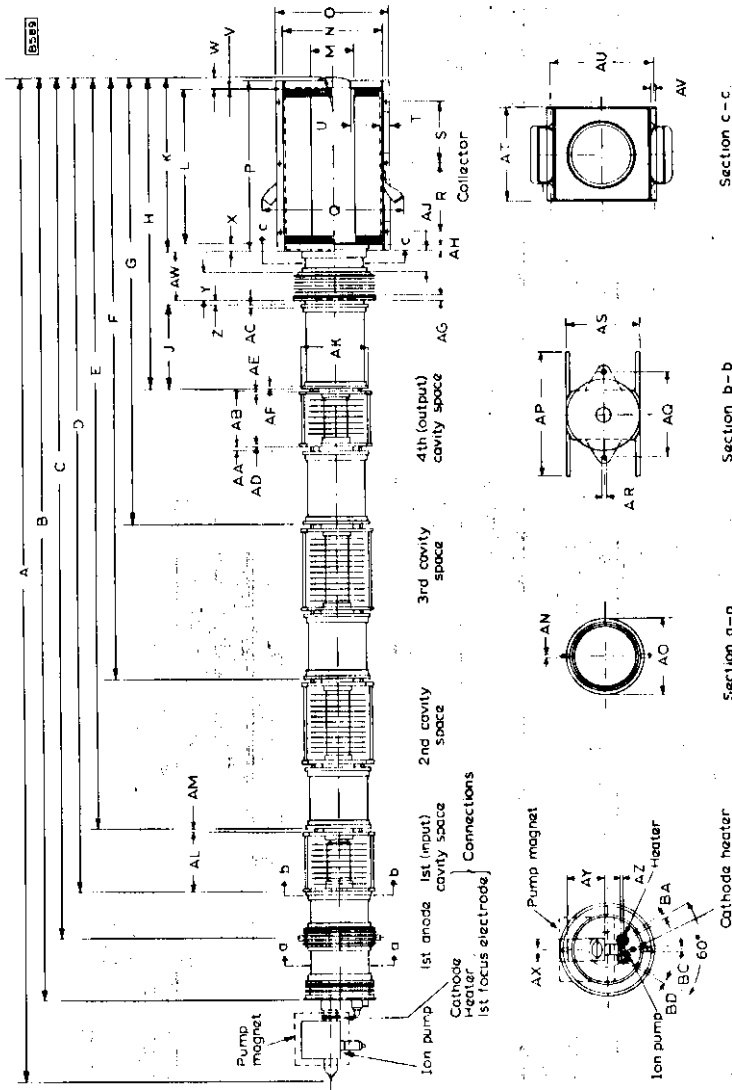 B589
A
B
C
D
E
F
G
H
J
K
L
P
O
N
M
W
V
U
T
S
R
Q
X
Y
Z
AW
AC
AE
AK
AB
AF
AA
AD
AG
AH
AJ
AL
AM
a
a
b
b
c
c
Collector
4th (output)
cavity space
3rd cavity
space
2nd cavity
space
1st (input)
cavity space
1st anode
Connections
Cathode
Heater
1st focus electrode
Ion pump
Pump
magnet
AT
AU
AV
Section c-c
AP
AS
AQ
AR
Section b-b
AN
AO
Section a-a
Pump magnet
AX
AY
AZ
Heater
BA
60°
BC
BD
Ion pump
Cathode heater